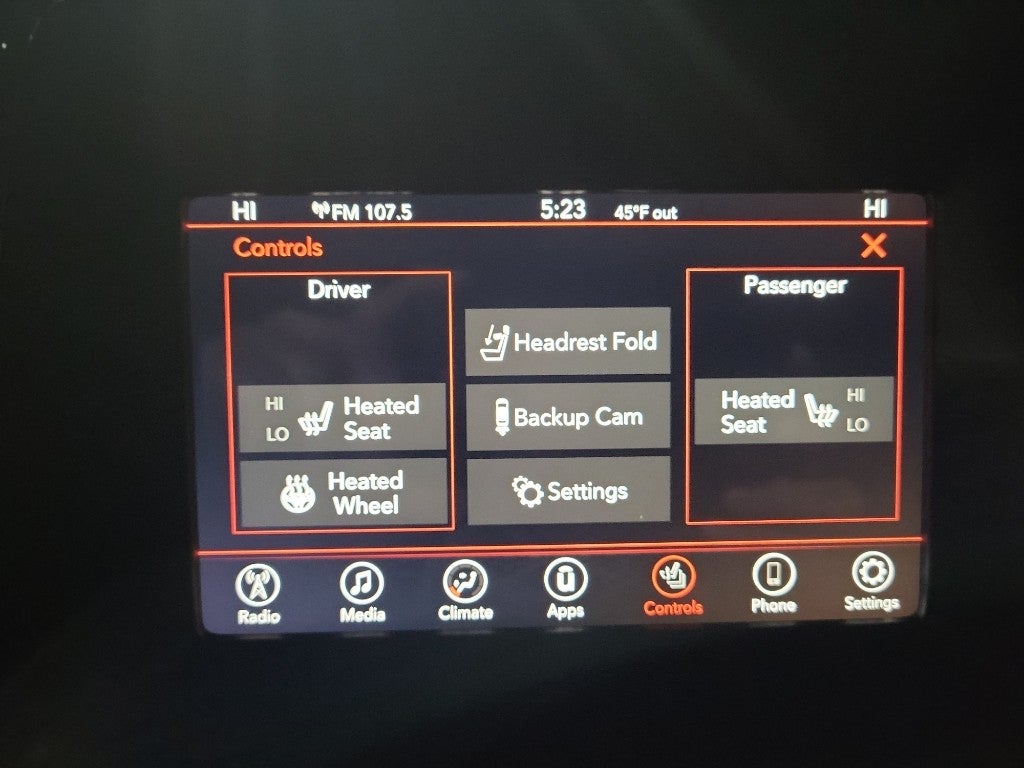 HI FM 107.5 5:23 45°F out HI
Controls X
Driver
Passenger
Headrest Fold
HI
LO
Heated
Seat
Backup Cam
Heated
Seat
HI
LO
Heated
Wheel
Settings
Radio Media Climate Apps Controls Phone Settings